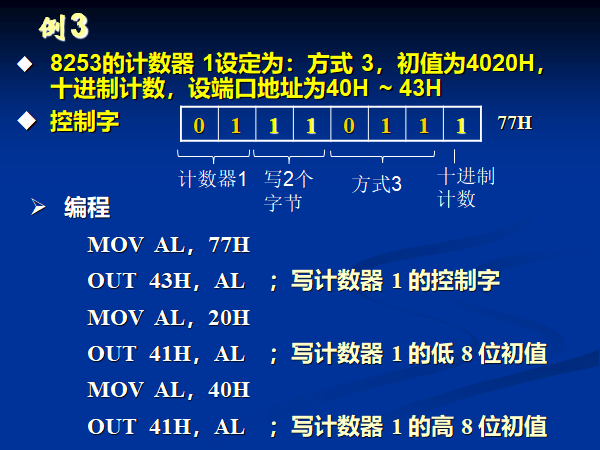 例3
8253的计数器 1设定为：方式 3，初值为4020H，
十进制计数，设端口地址为40H ~ 43H
控制字 0 1 1 1 0 1 1 1 77H
计数器1 写2个字节 方式3 十进制计数
编程
MOV AL，77H
OUT 43H，AL ；写计数器 1 的控制字
MOV AL，20H
OUT 41H，AL ；写计数器 1 的低 8 位初值
MOV AL，40H
OUT 41H，AL ；写计数器 1 的高 8 位初值